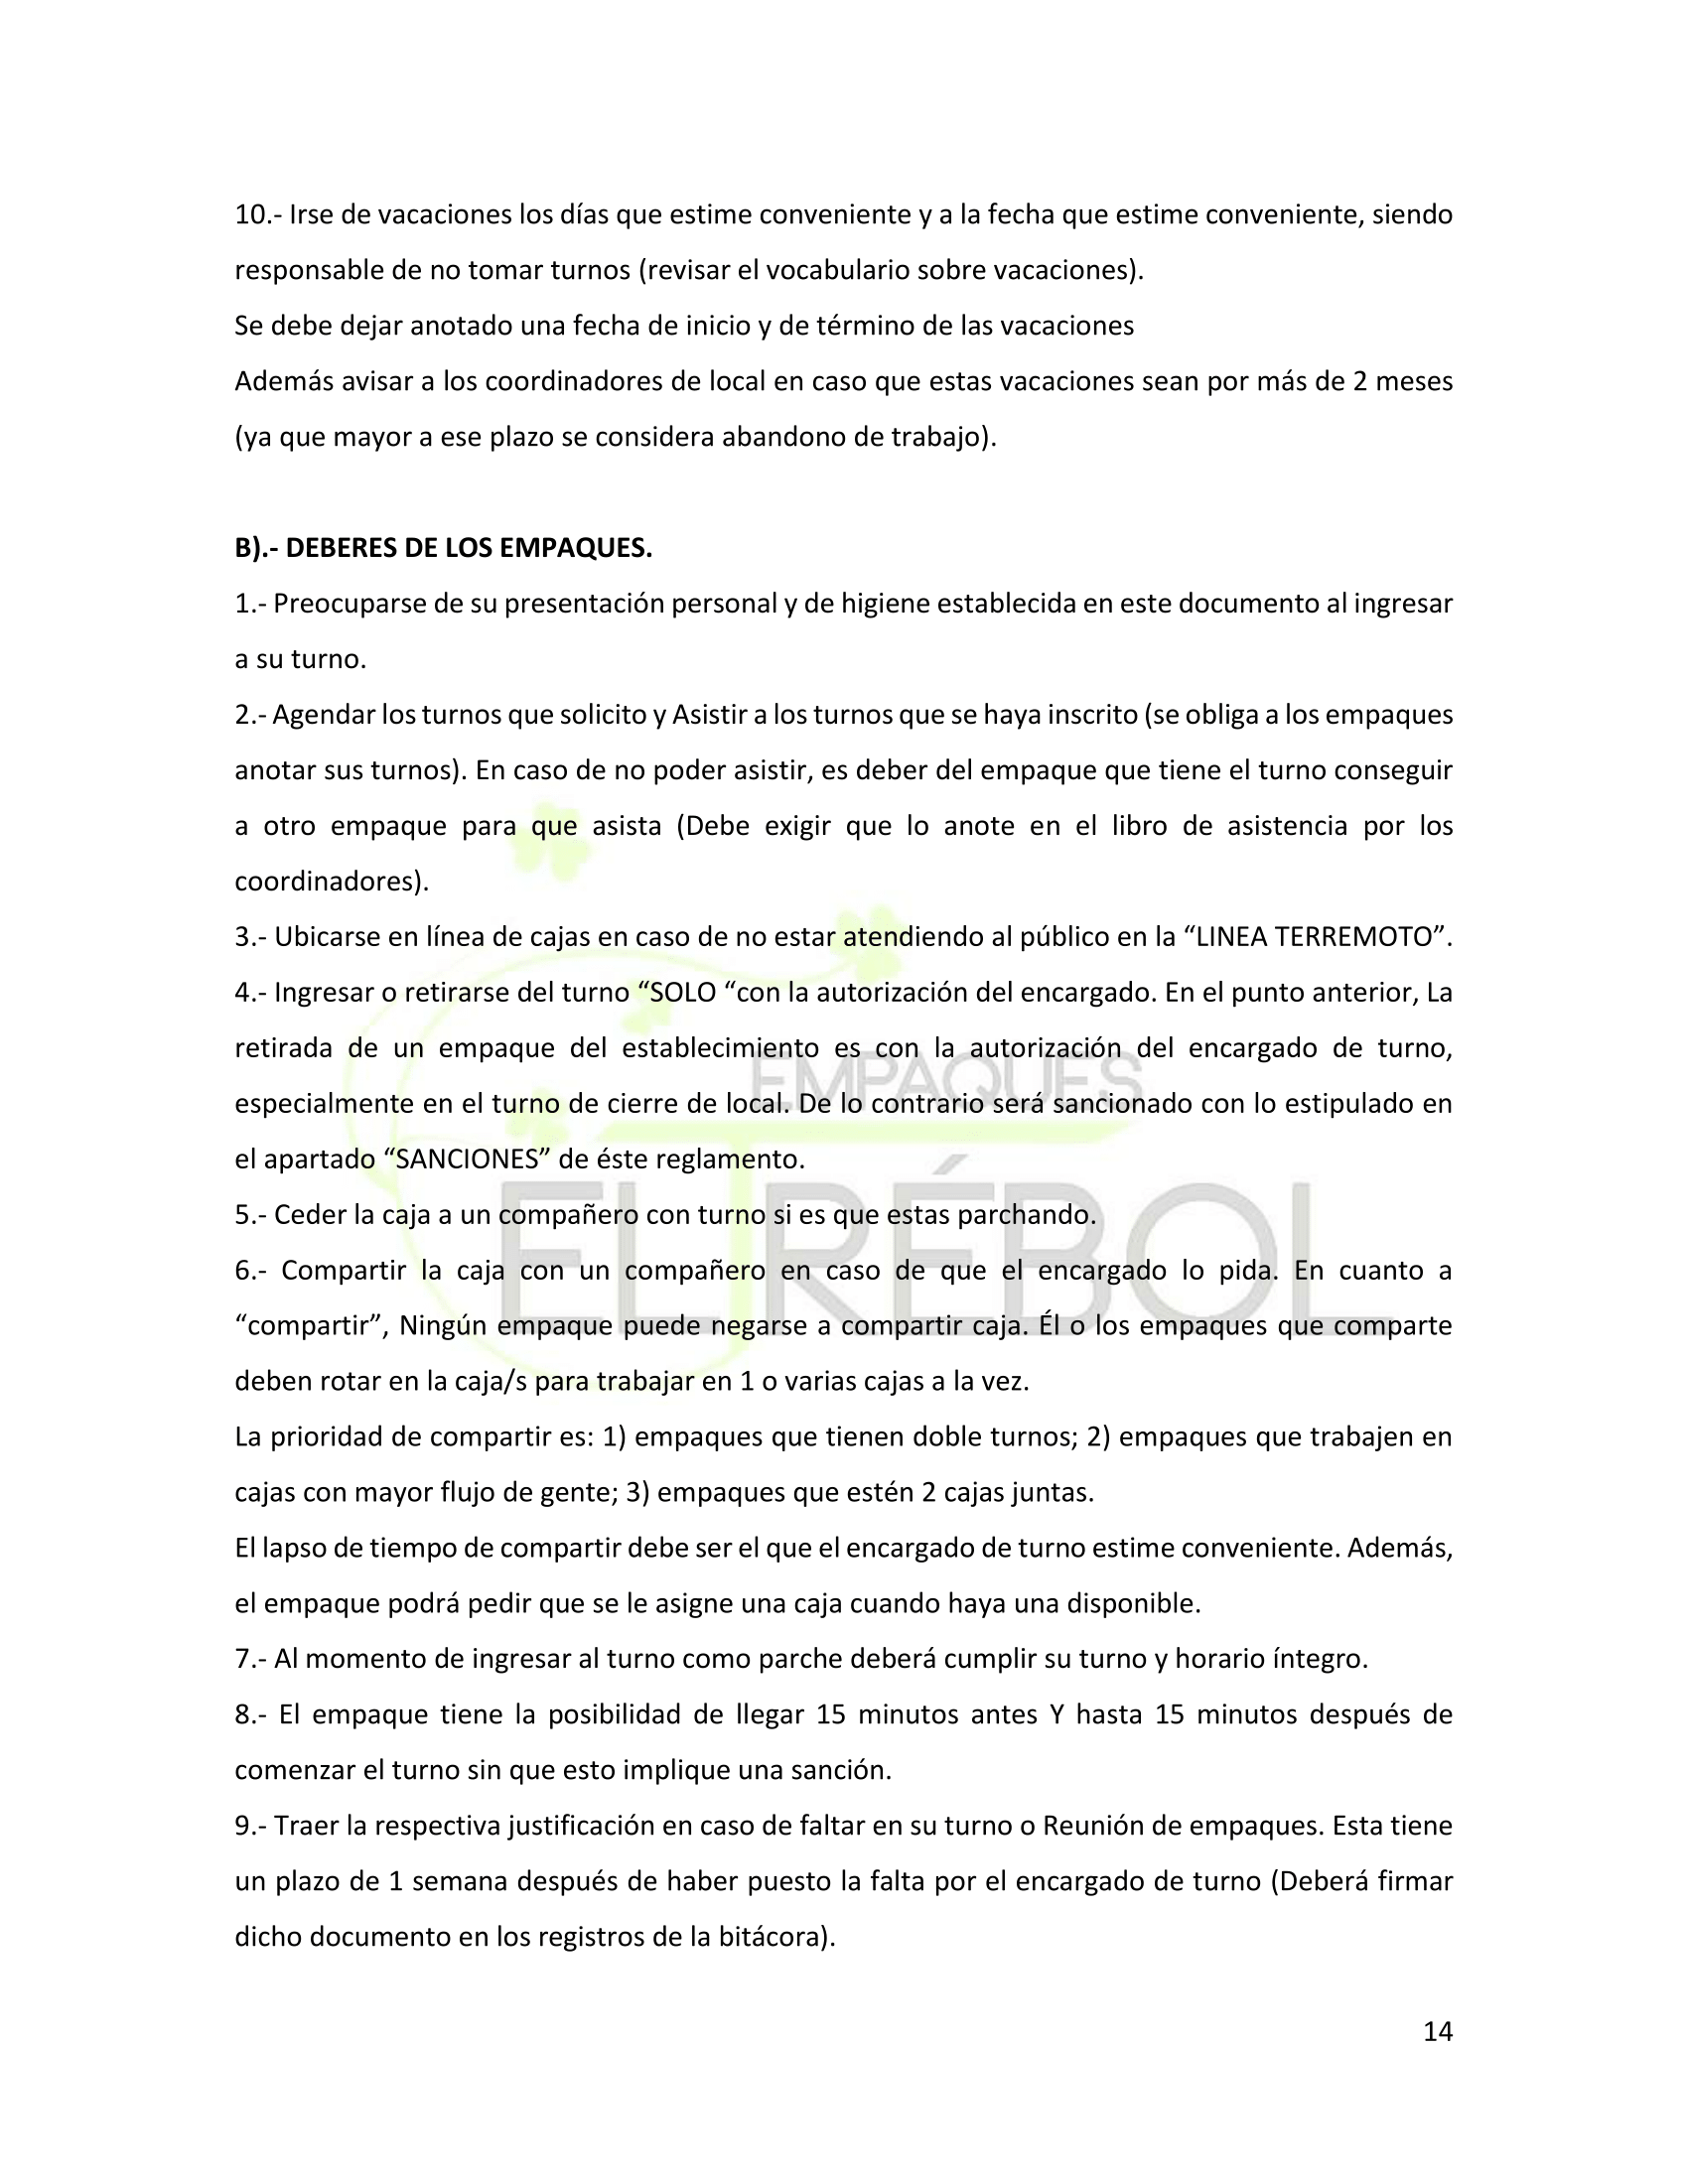 10.- Irse de vacaciones los días que estime conveniente y a la fecha que estime conveniente, siendo
responsable de no tomar turnos (revisar el vocabulario sobre vacaciones).
Se debe dejar anotado una fecha de inicio y de término de las vacaciones
Además avisar a los coordinadores de local en caso que estas vacaciones sean por más de 2 meses
(ya que mayor a ese plazo se considera abandono de trabajo).
B).- DEBERES DE LOS EMPAQUES.
1.- Preocuparse de su presentación personal y de higiene establecida en este documento al ingresar
a su turno.
2.- Agendar los turnos que solicito y Asistir a los turnos que se haya inscrito (se obliga a los empaques
anotar sus turnos). En caso de no poder asistir, es deber del empaque que tiene el turno conseguir
a otro empaque para que asista (Debe exigir que lo anote en el libro de asistencia por los
coordinadores).
3.- Ubicarse en línea de cajas en caso de no estar atendiendo al público en la “LINEA TERREMOTO”.
4.- Ingresar o retirarse del turno “SOLO “con la autorización del encargado. En el punto anterior, La
retirada de un empaque del establecimiento es con la autorización del encargado de turno,
especialmente en el turno de cierre de local. De lo contrario será sancionado con lo estipulado en
el apartado “SANCIONES” de éste reglamento.
5.- Ceder la caja a un compañero con turno si es que estas parchando.
6.- Compartir la caja con un compañero en caso de que el encargado lo pida. En cuanto a
“compartir”, Ningún empaque puede negarse a compartir caja. Él o los empaques que comparte
deben rotar en la caja/s para trabajar en 1 o varias cajas a la vez.
La prioridad de compartir es: 1) empaques que tienen doble turnos; 2) empaques que trabajen en
cajas con mayor flujo de gente; 3) empaques que estén 2 cajas juntas.
El lapso de tiempo de compartir debe ser el que el encargado de turno estime conveniente. Además,
el empaque podrá pedir que se le asigne una caja cuando haya una disponible.
7.- Al momento de ingresar al turno como parche deberá cumplir su turno y horario íntegro.
8.- El empaque tiene la posibilidad de llegar 15 minutos antes Y hasta 15 minutos después de
comenzar el turno sin que esto implique una sanción.
9.- Traer la respectiva justificación en caso de faltar en su turno o Reunión de empaques. Esta tiene
un plazo de 1 semana después de haber puesto la falta por el encargado de turno (Deberá firmar
dicho documento en los registros de la bitácora).
14
EMPAQUES
EL TRÉBOL